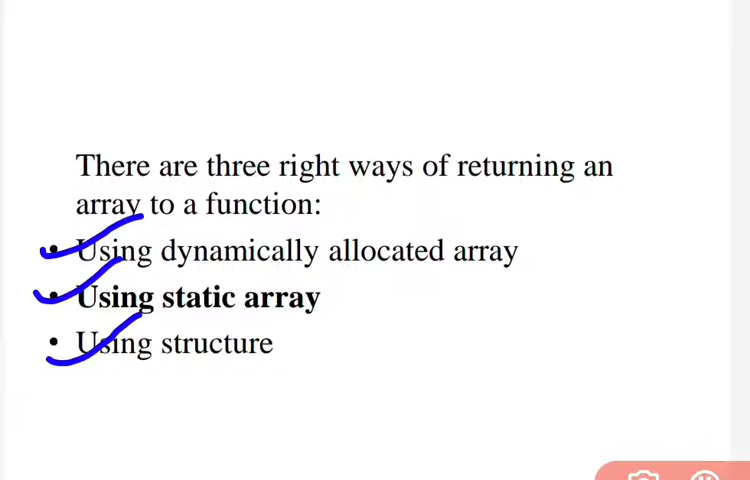 There are three right ways of returning an
array to a function:
• Using dynamically allocated array
• Using static array
• Using structure